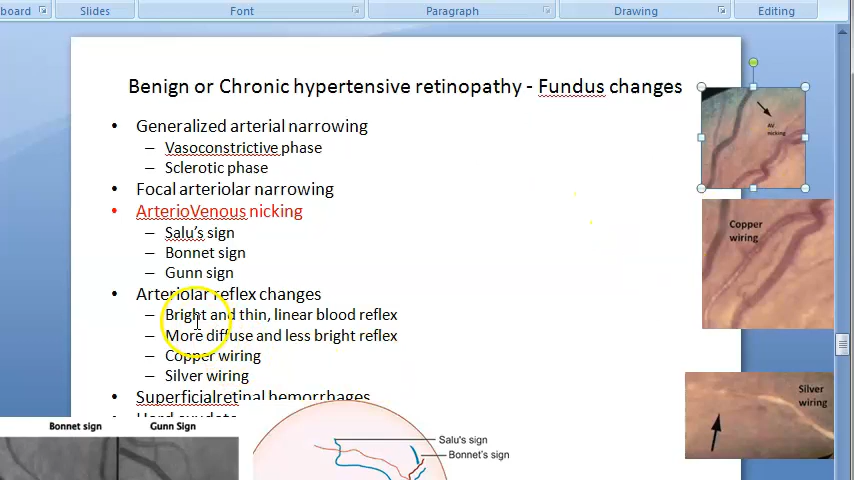 board
Slides
Font
Paragraph
Drawing
Editing
Benign or Chronic hypertensive retinopathy - Fundus changes
• Generalized arterial narrowing
– Vasoconstrictive phase
– Sclerotic phase
• Focal arteriolar narrowing
• ArterioVenous nicking
– Salu's sign
– Bonnet sign
– Gunn sign
• Arteriolar reflex changes
– Bright and thin, linear blood reflex
– More diffuse and less bright reflex
– Copper wiring
– Silver wiring
• Superficialretinal hemorrhages
• Hard exudate
AV
nicking
Copper
wiring
Silver
wiring
Bonnet sign
Gunn Sign
Salu's sign
Bonnet's sign